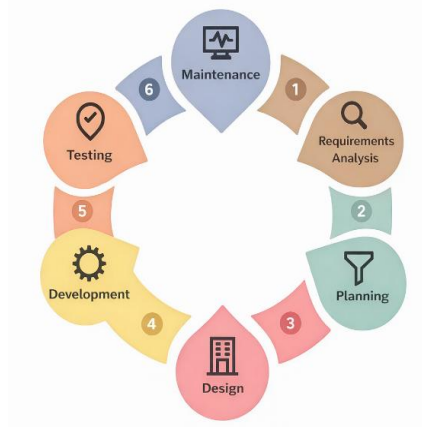 Maintenance
1
Requirements
Analysis
2
Planning
3
Design
4
Development
5
Testing
6